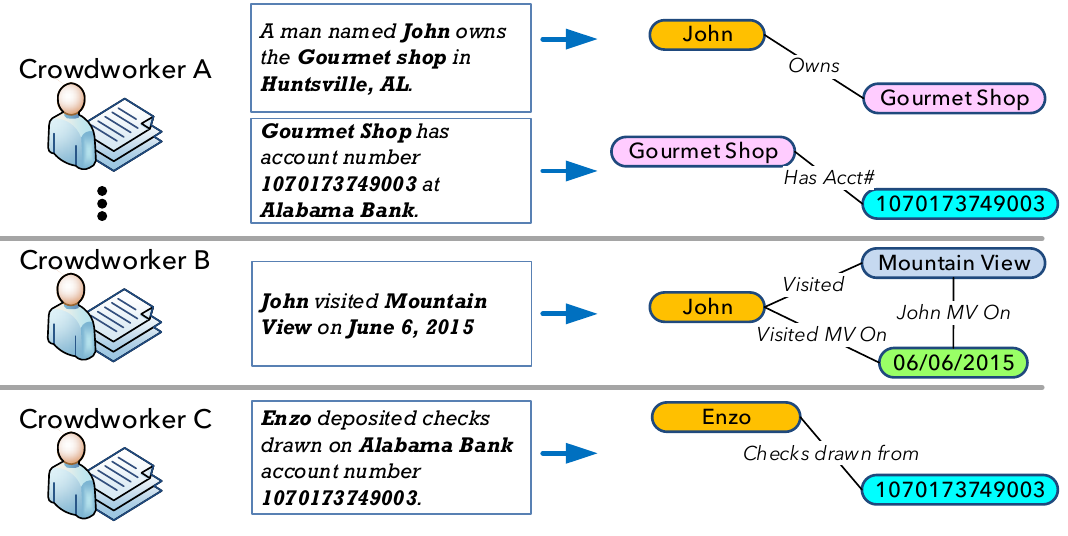 Crowdworker A
A man named John owns
the Gourmet shop in
Huntsville, AL.
John
Owns
Gourmet Shop
Gourmet Shop has
account number
1070173749003 at
Alabama Bank.
Gourmet Shop
Has Acct#
1070173749003
Crowdworker B
John visited Mountain
View on June 6, 2015
Mountain View
Visited
John
John MV On
Visited MV On
06/06/2015
Crowdworker C
Enzo deposited checks
drawn on Alabama Bank
account number
1070173749003.
Enzo
Checks drawn from
1070173749003